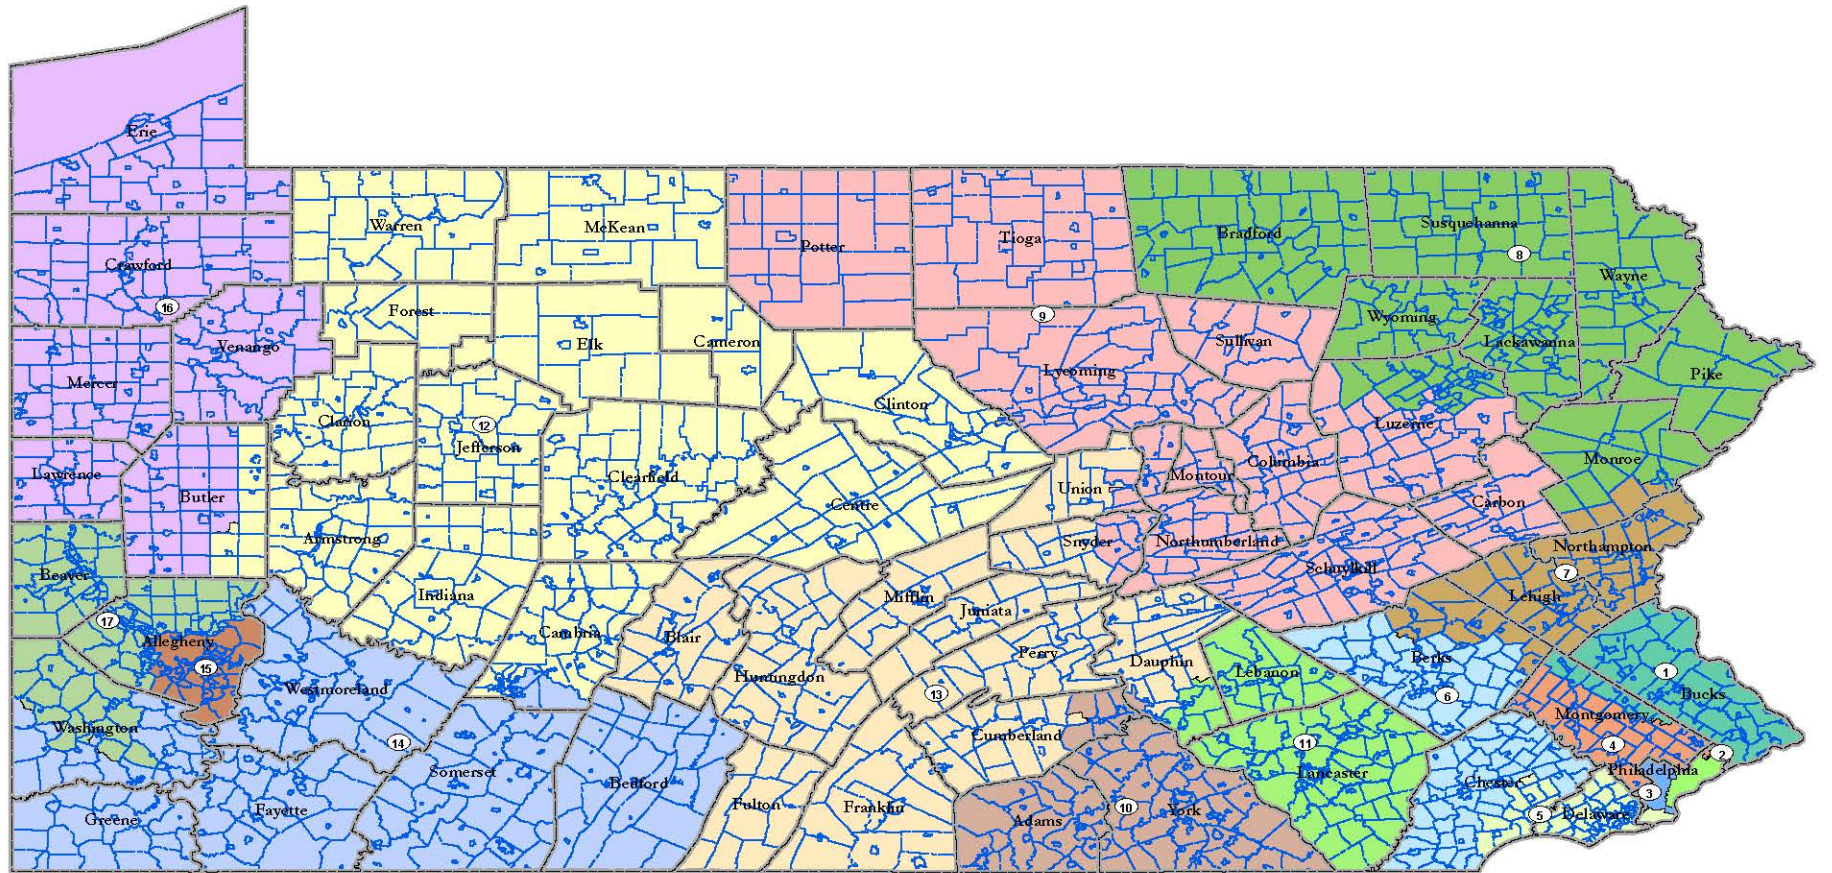 Erie
Warren
McKean
Susquehanna
Potter
Tioga
Bradford
8
Crawford
Wayne
16
Forest
9
Wyoming
Venango
Elk
Cameron
Sullivan
Lackawanna
Mercer
Lycoming
Pike
Clinton
Clarion
12
Jefferson
Luzerne
Lawrence
Columbia
Monroe
Butler
Clearfield
Union
Montour
Centre
Carbon
Armstrong
Snyder
Northumberland
Northampton
Beaver
Schuylkill
7
Indiana
Mifflin
Juniata
Lehigh
17
Allegheny
Cambria
Blair
15
Perry
Dauphin
Berks
Huntingdon
Lebanon
1
Westmoreland
13
6
Bucks
Washington
Cumberland
Montgomery
14
11
4
2
Somerset
Lancaster
Philadelphia
Bedford
Chester
3
Greene
Fayette
Fulton
Franklin
Adams
10
York
5
Delaware